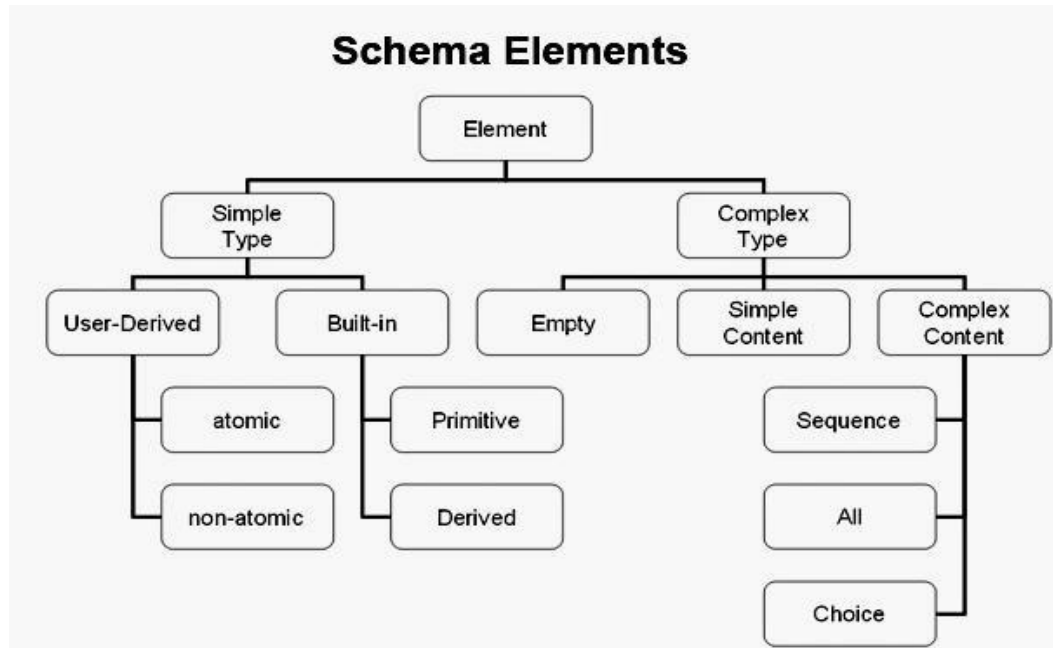 Schema Elements
Element
Simple
Type
Complex
Type
User-Derived
Built-in
Empty
Simple
Content
Complex
Content
atomic
Primitive
Sequence
non-atomic
Derived
All
Choice